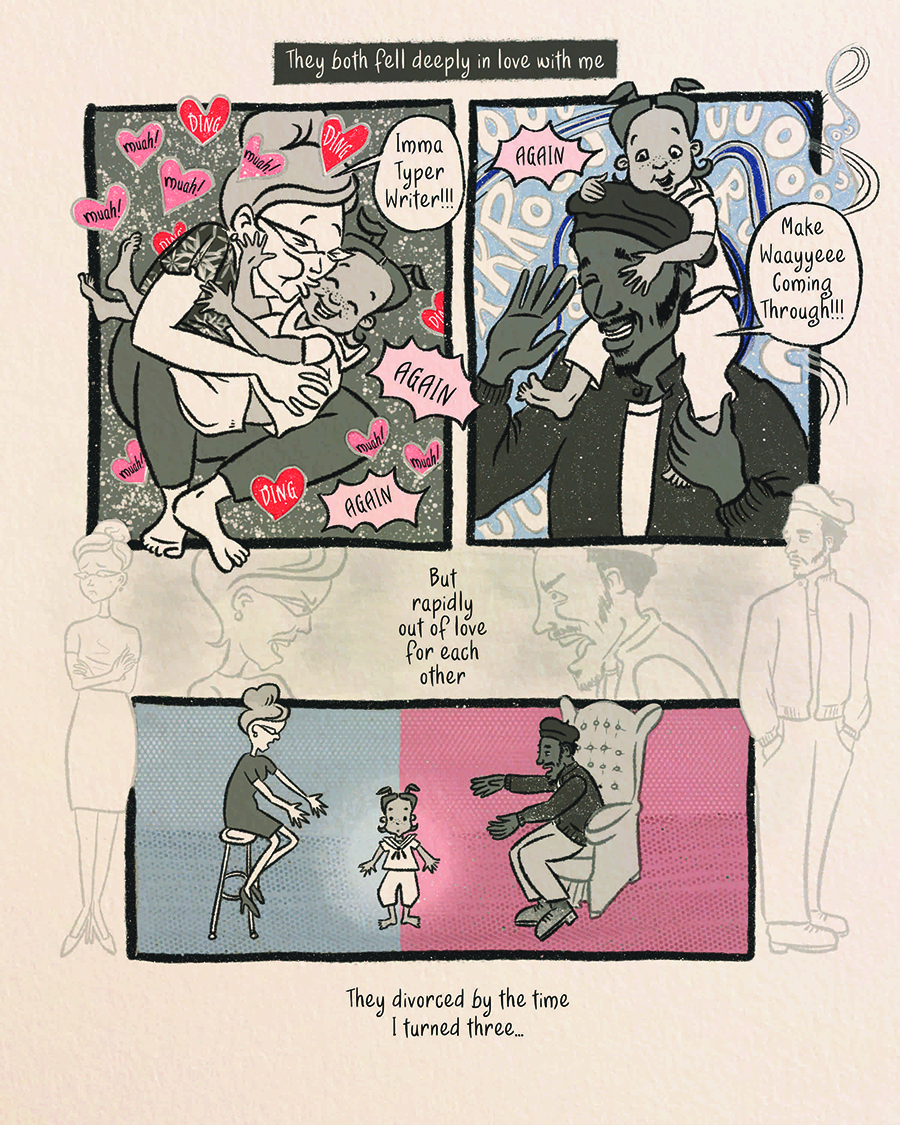 They both fell deeply in love with me
DING
muah!
muah!
muah!
muah!
DING
DING
Imma
Typer
Writer!!!
AGAIN
muah!
muah!
muah!
DING
AGAIN
AGAIN
Make
Waayyeee
Coming
Through!!!
But
rapidly
out of love
for each
other
They divorced by the time
I turned three...